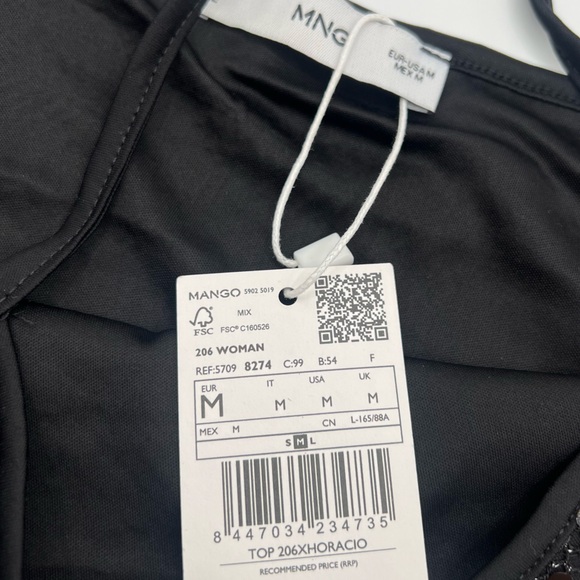 MNG
EUR-USA M
MEX M
MANGO 5902 5019
MIX
FSC
FSC® C160526
206 WOMAN
REF:5709 8274 C:99 B:54 F
EUR IT USA UK
M M M M
MEX M CN L-165/88A
S M L
8 447034 234735
TOP 206XHORACIO
RECOMMENDED PRICE (RRP)